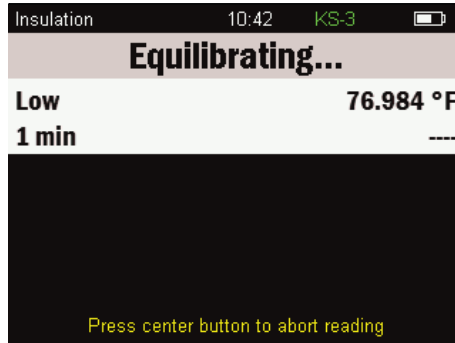 Insulation 10:42 KS-3
Equilibrating...
Low 76.984 °F
1 min ----
Press center button to abort reading